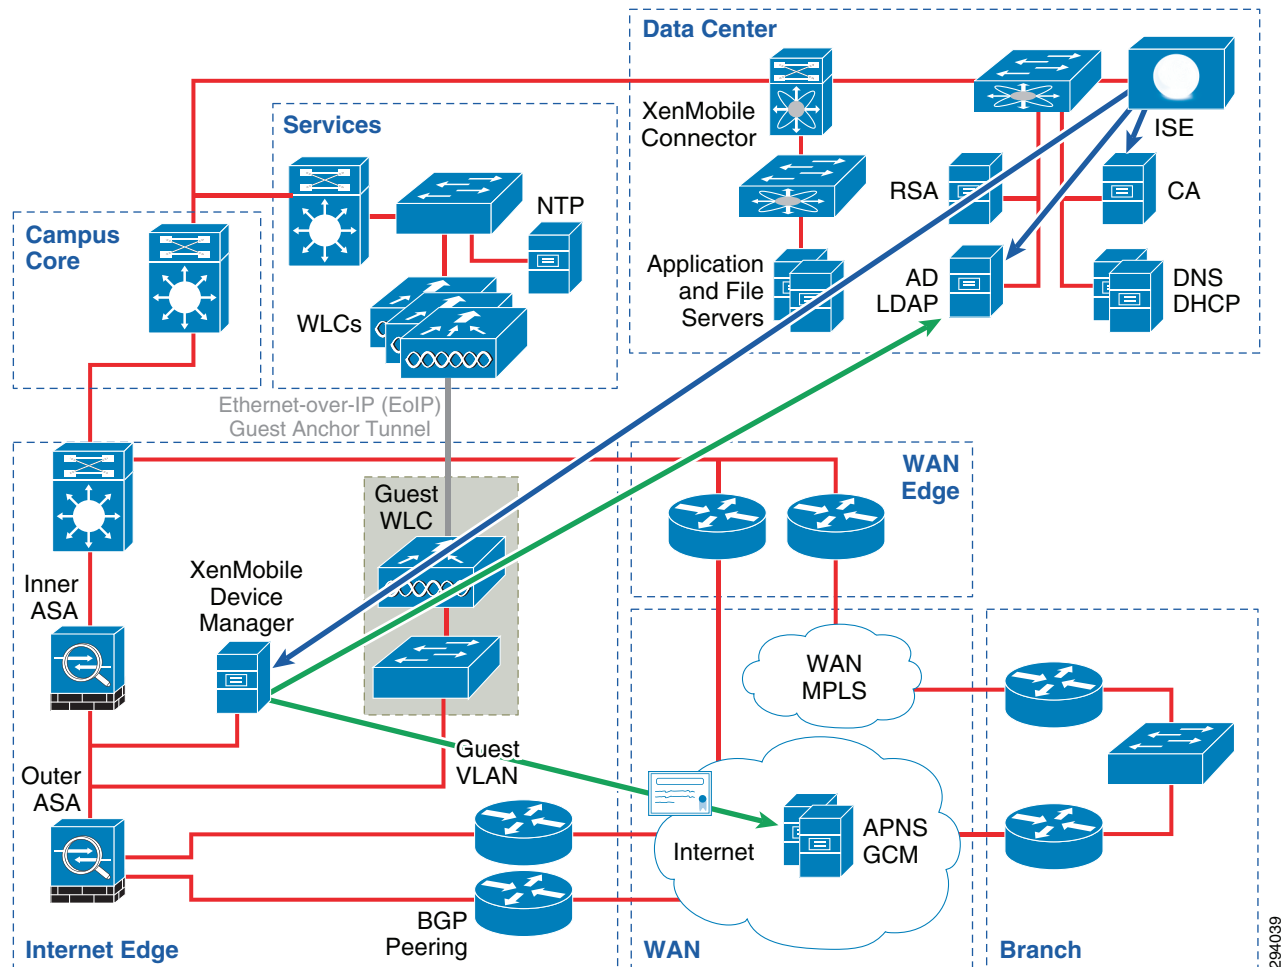 Data Center
XenMobile
Connector
ISE
RSA
CA
Application
and File
Servers
AD
LDAP
DNS
DHCP
Services
NTP
WLCs
Campus
Core
Ethernet-over-IP (EoIP)
Guest Anchor Tunnel
Guest
WLC
WAN
Edge
Inner
ASA
XenMobile
Device
Manager
WAN
MPLS
Outer
ASA
Guest
VLAN
Internet
APNS
GCM
BGP
Peering
Internet Edge
WAN
Branch
294039